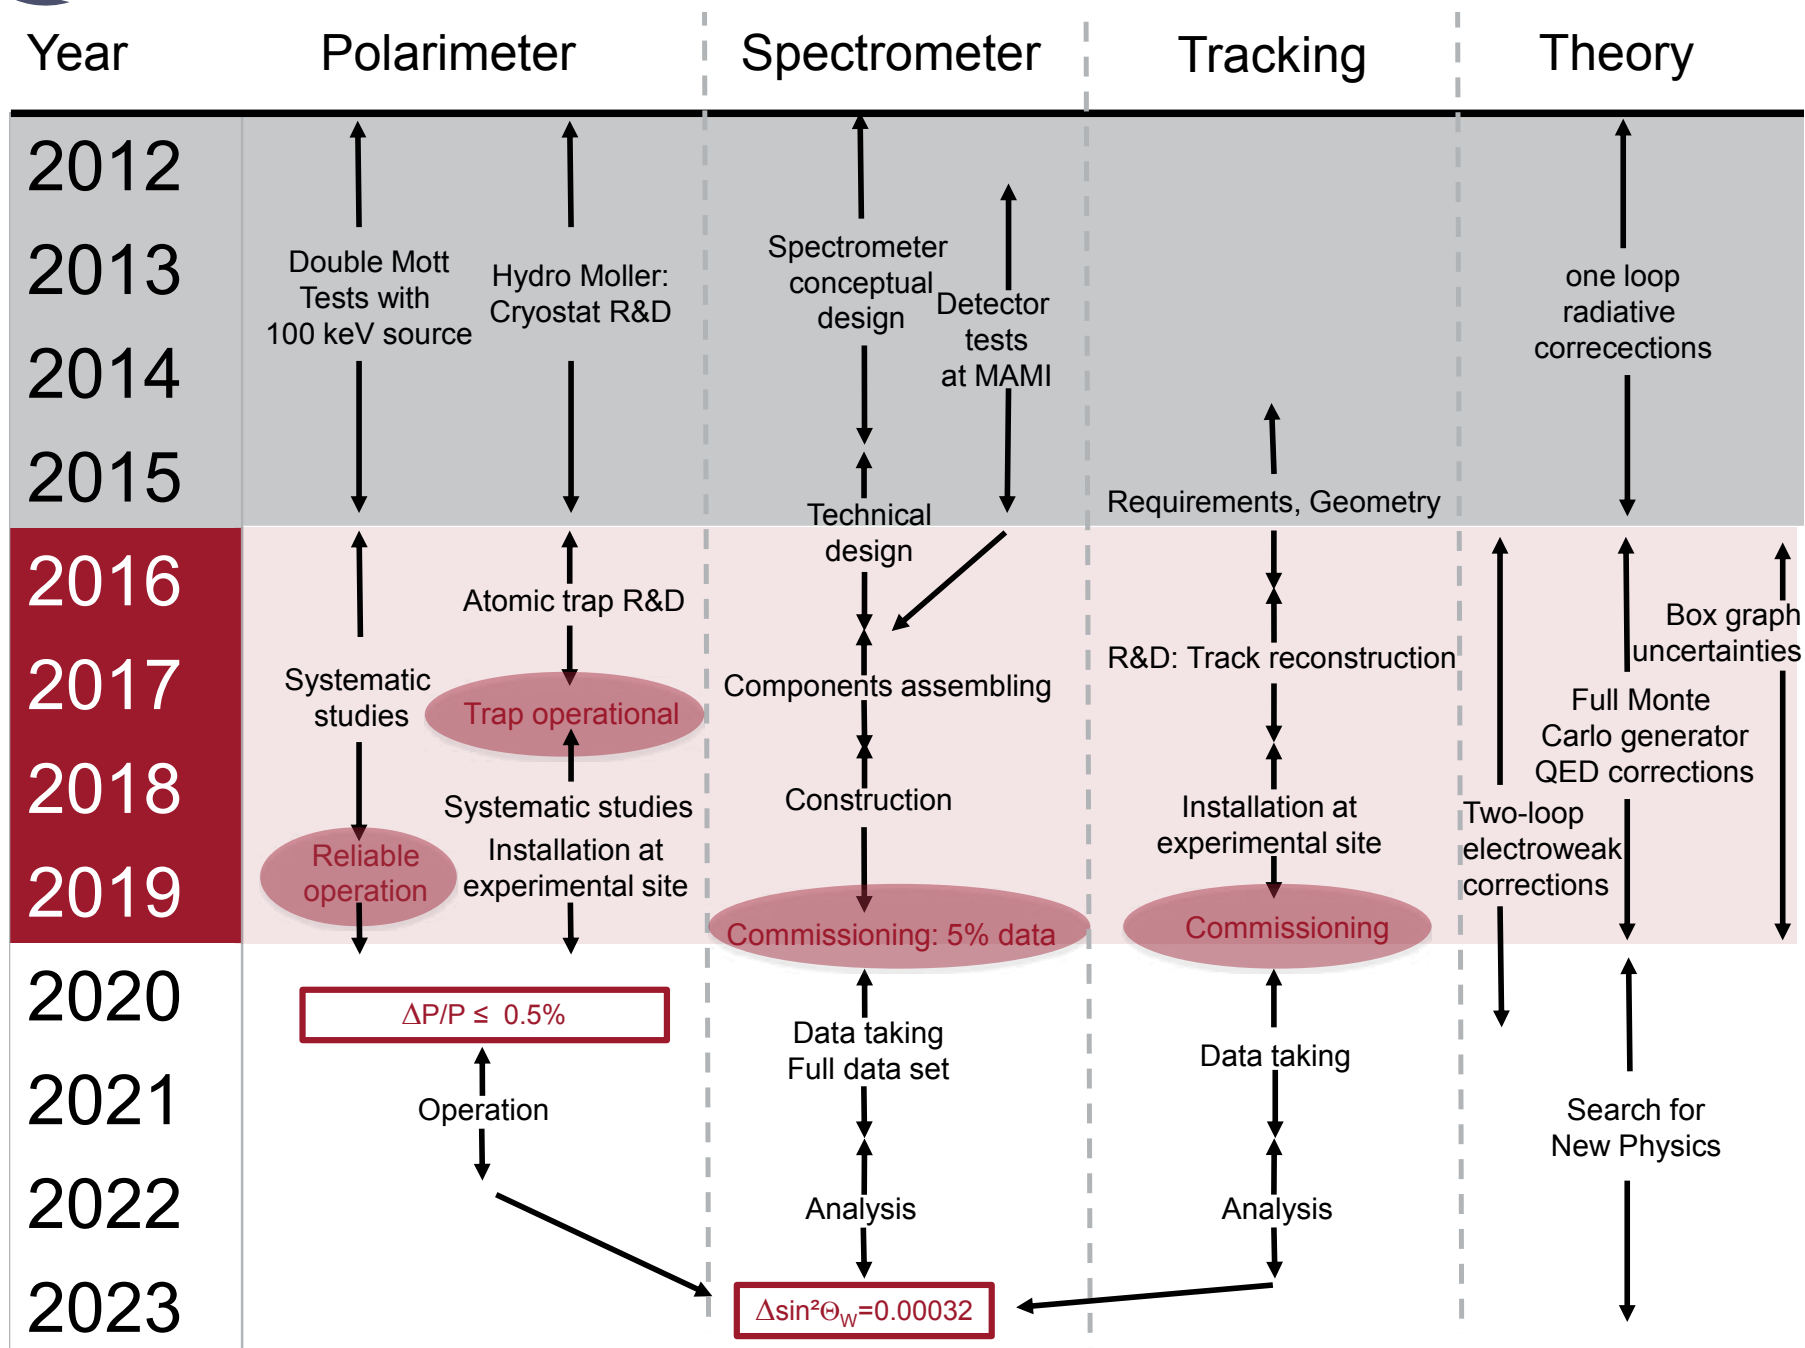 Year
Polarimeter
Spectrometer
Tracking
Theory
2012
2013
2014
2015
2016
2017
2018
2019
2020
2021
2022
2023
Double Mott
Tests with
100 keV source
Systematic
studies
Reliable
operation
Hydro Moller:
Cryostat R&D
Atomic trap R&D
Trap operational
Systematic studies
Installation at
experimental site
ΔP/P ≤ 0.5%
Operation
Spectrometer
conceptual
design
Detector
tests
at MAMI
Technical
design
Components assembling
Construction
Commissioning: 5% data
Data taking
Full data set
Analysis
Δsin²Θ_W=0.00032
Requirements, Geometry
R&D: Track reconstruction
Installation at
experimental site
Commissioning
Data taking
Analysis
one loop
radiative
correcections
Box graph
uncertainties
Full Monte
Carlo generator
QED corrections
Two-loop
electroweak
corrections
Search for
New Physics